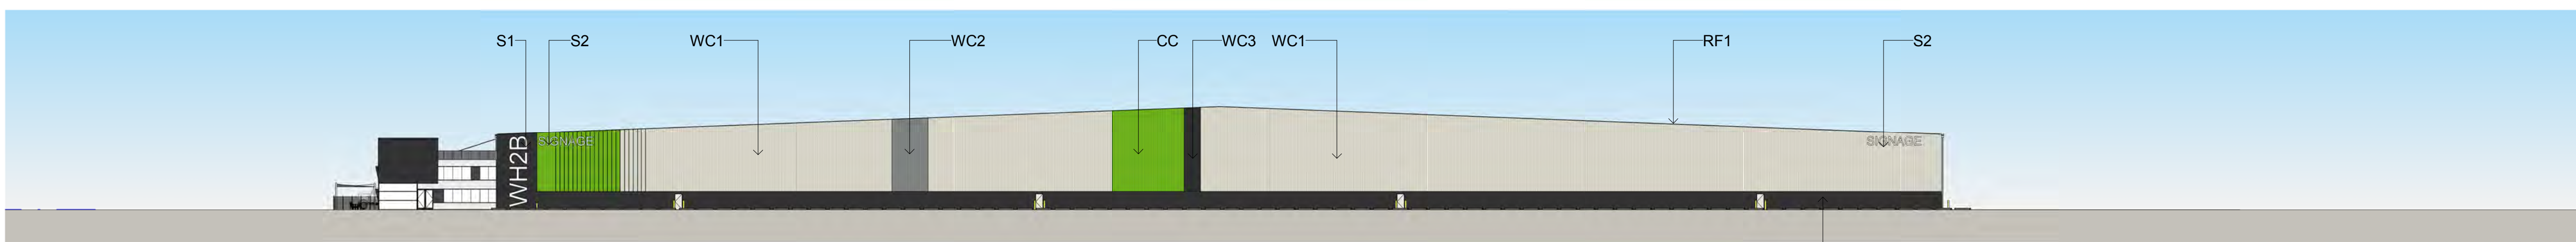 S1 S2 WC1 WC2 CC WC3 WC1 RF1 S2
WH2B
SIGNAGE
SIGNAGE